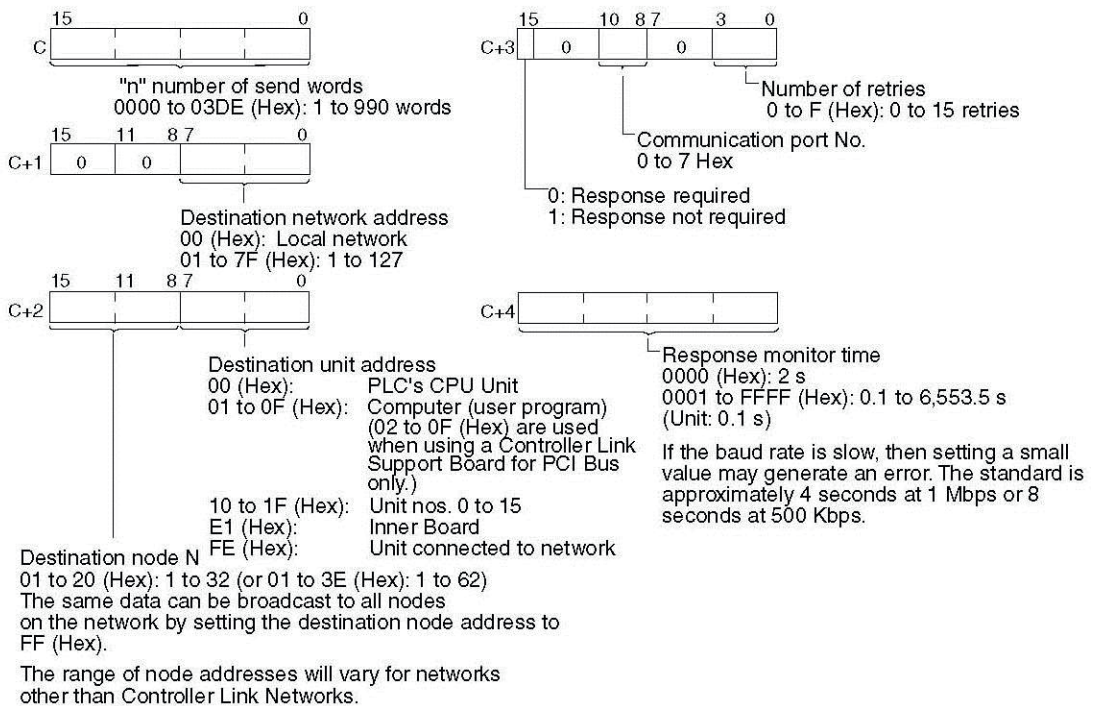 15 0
C
"n" number of send words
0000 to 03DE (Hex): 1 to 990 words
15 11 8 7 0
C+1 0 0
Destination network address
00 (Hex): Local network
01 to 7F (Hex): 1 to 127
15 11 8 7 0
C+2
Destination unit address
00 (Hex): PLC's CPU Unit
01 to 0F (Hex): Computer (user program)
(02 to 0F (Hex) are used
when using a Controller Link
Support Board for PCI Bus
only.)
10 to 1F (Hex): Unit nos. 0 to 15
E1 (Hex): Inner Board
FE (Hex): Unit connected to network
Destination node N
01 to 20 (Hex): 1 to 32 (or 01 to 3E (Hex): 1 to 62)
The same data can be broadcast to all nodes
on the network by setting the destination node address to
FF (Hex).
The range of node addresses will vary for networks
other than Controller Link Networks.
15 10 8 7 3 0
C+3 0 0
Number of retries
0 to F (Hex): 0 to 15 retries
Communication port No.
0 to 7 Hex
0: Response required
1: Response not required
C+4
Response monitor time
0000 (Hex): 2 s
0001 to FFFF (Hex): 0.1 to 6,553.5 s
(Unit: 0.1 s)
If the baud rate is slow, then setting a small
value may generate an error. The standard is
approximately 4 seconds at 1 Mbps or 8
seconds at 500 Kbps.